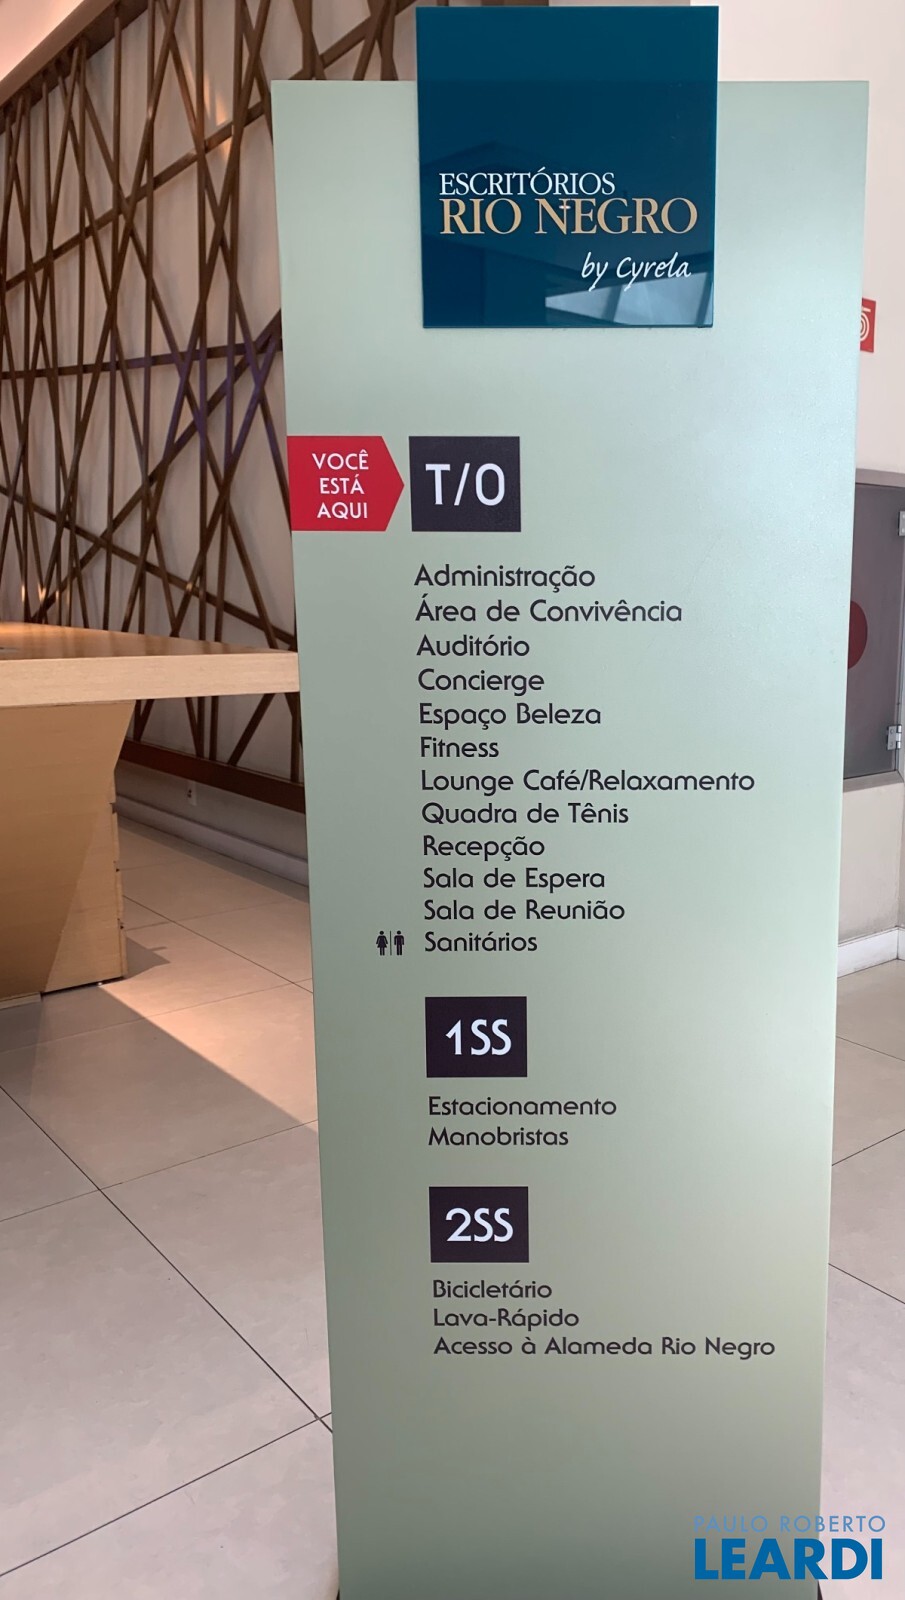 ESCRITÓRIOS
RIO NEGRO
by Cyrela
VOCÊ
ESTÁ
AQUI
T/0
Administração
Área de Convivência
Auditório
Concierge
Espaço Beleza
Fitness
Lounge Café/Relaxamento
Quadra de Tênis
Recepção
Sala de Espera
Sala de Reunião
Sanitários
1SS
Estacionamento
Manobristas
2SS
Bicicletário
Lava-Rápido
Acesso à Alameda Rio Negro
PAULO ROBERTO
LEARDI